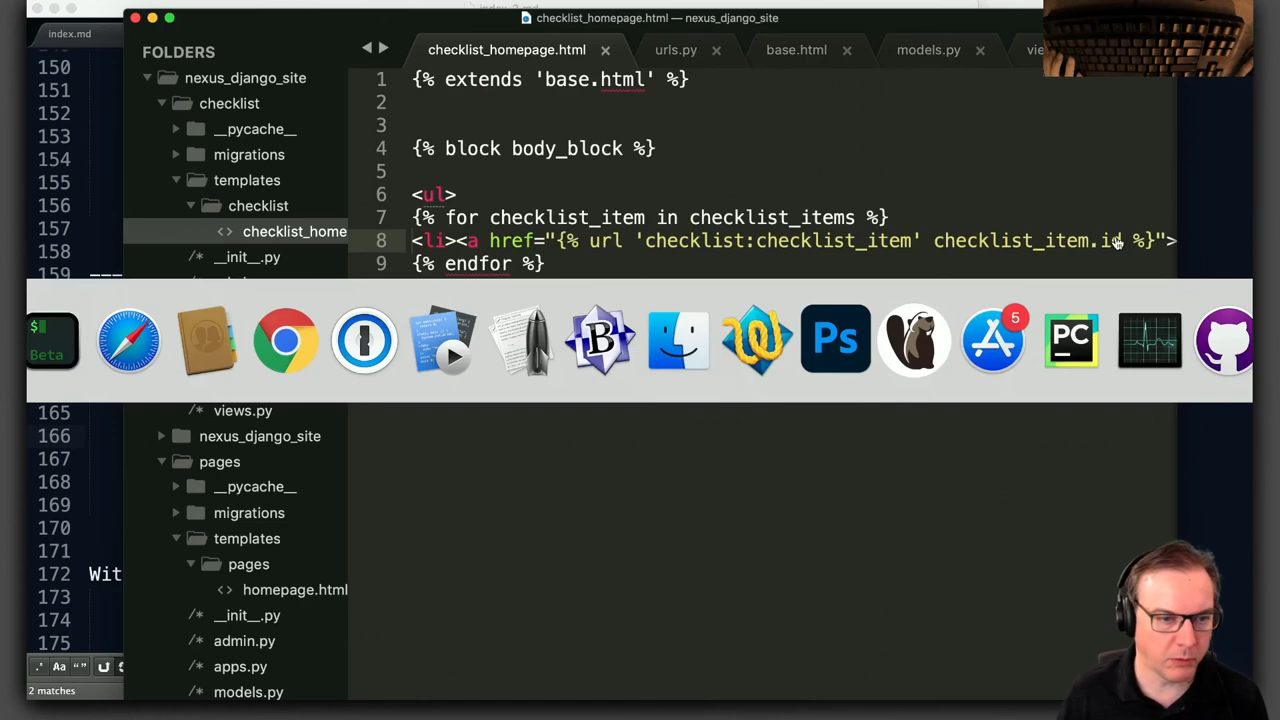 index.md
checklist_homepage.html — nexus_django_site
FOLDERS
nexus_django_site
checklist
__pycache__
migrations
templates
checklist
checklist_home
__init__.py
views.py
nexus_django_site
pages
__pycache__
migrations
templates
pages
homepage.html
__init__.py
admin.py
apps.py
models.py
checklist_homepage.html
urls.py
base.html
models.py
1 {% extends 'base.html' %}
2
3
4 {% block body_block %}
5
6 <ul>
7 {% for checklist_item in checklist_items %}
8 <li><a href="{% url 'checklist:checklist_item' checklist_item.id %}">
9 {% endfor %}
150
151
152
153
154
155
156
157
158
159 ---
165
166
167
168
169
170
171
172 Wit
173
174
175
$
Beta
B
Ps
5
PC
.* Aa “ ”
2 matches